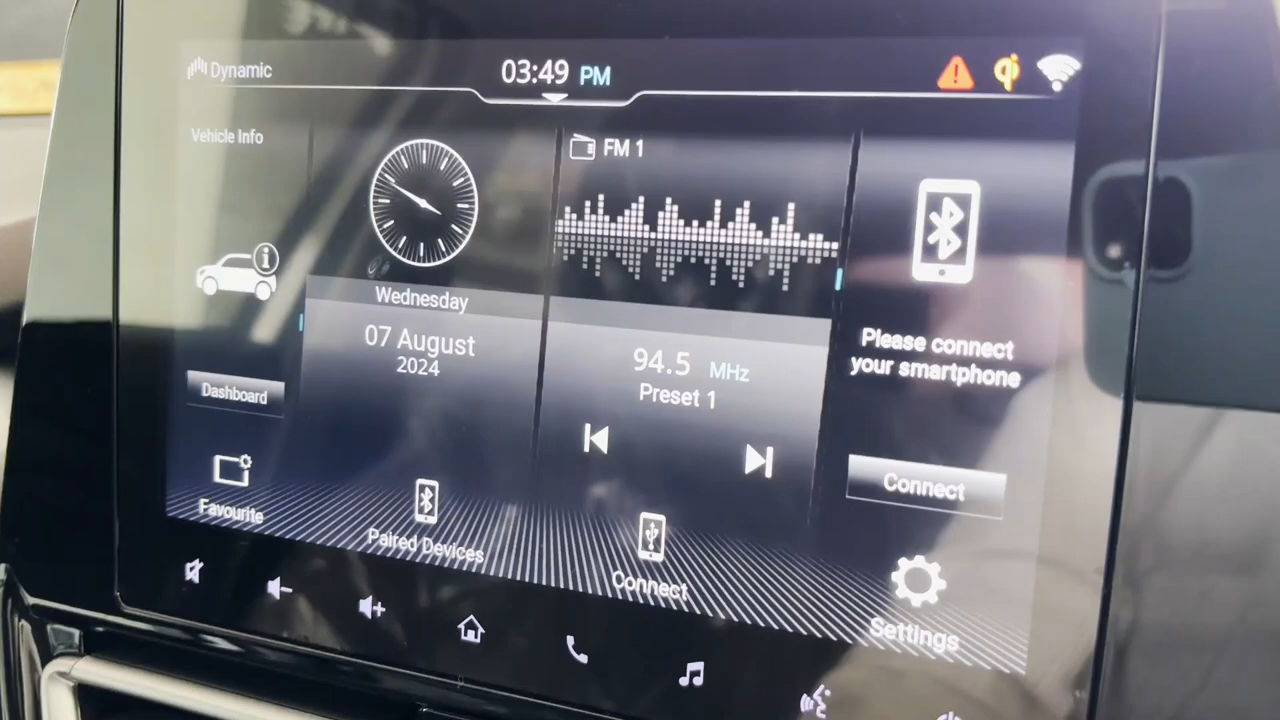 Dynamic
03:49 PM
Vehicle Info
Dashboard
Favourite
Wednesday
07 August
2024
Paired Devices
FM 1
94.5 MHz
Preset 1
Connect
Please connect
your smartphone
Connect
Settings